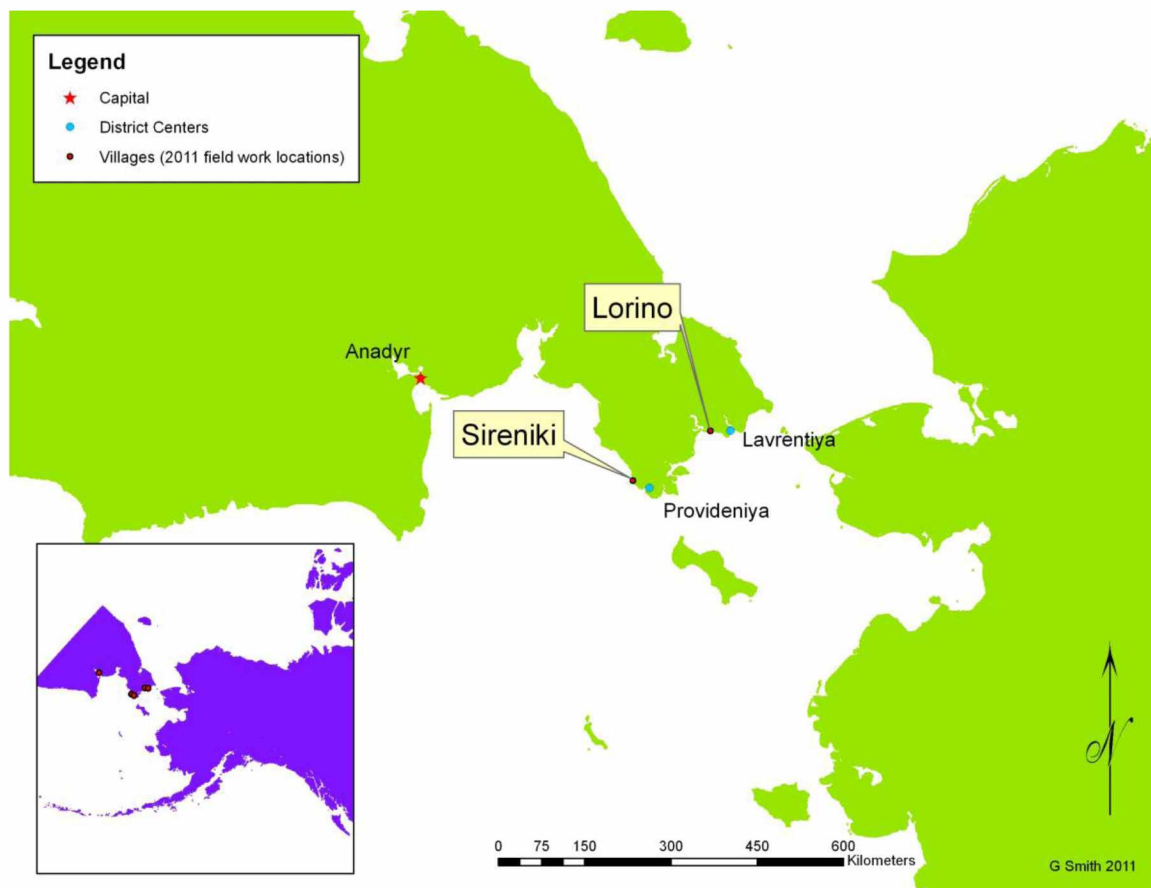 Legend
Capital
District Centers
Villages (2011 field work locations)
Lorino
Anadyr
Sireniki
Lavrentiya
Provideniya
N
0 75 150 300 450 600
Kilometers
G Smith 2011